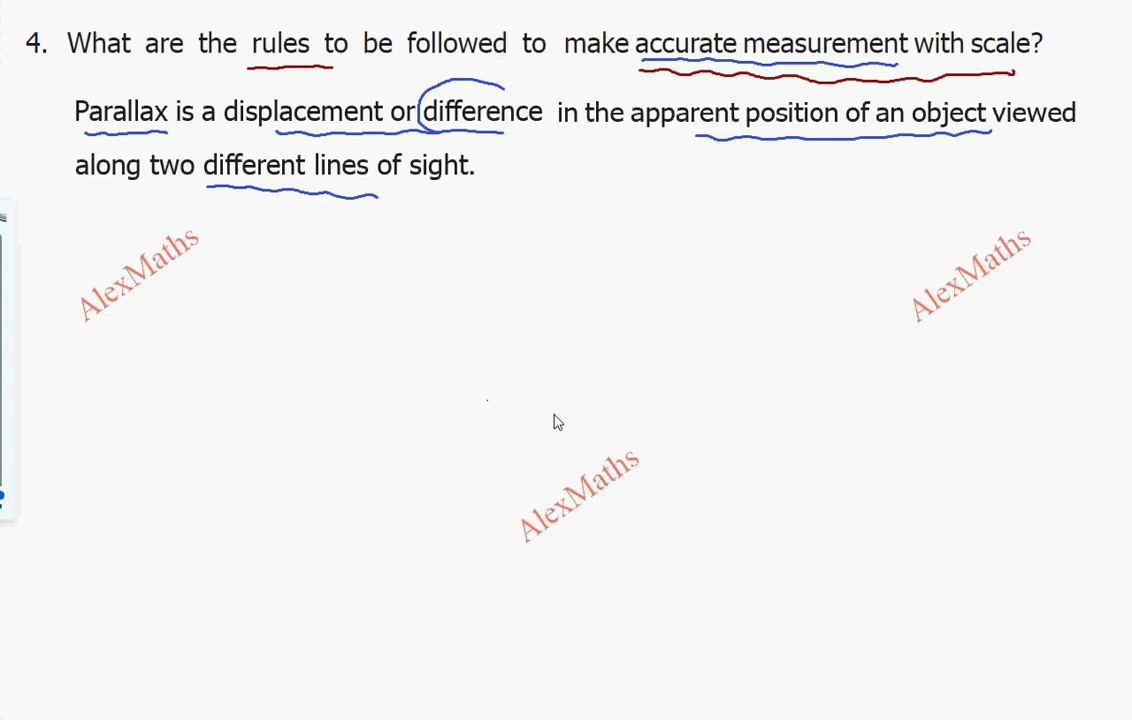 4. What are the rules to be followed to make accurate measurement with scale?
Parallax is a displacement or difference in the apparent position of an object viewed
along two different lines of sight.
AlexMaths
AlexMaths
AlexMaths